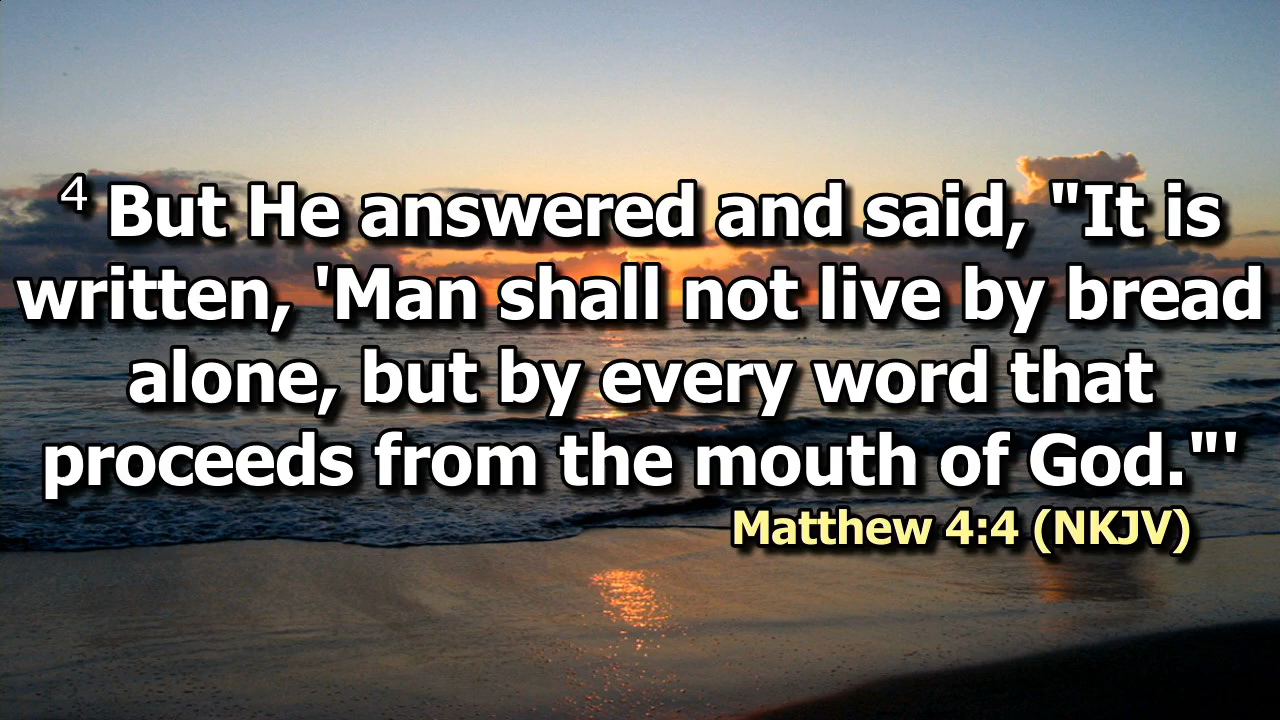 4 But He answered and said, "It is
written, 'Man shall not live by bread
alone, but by every word that
proceeds from the mouth of God."'
Matthew 4:4 (NKJV)